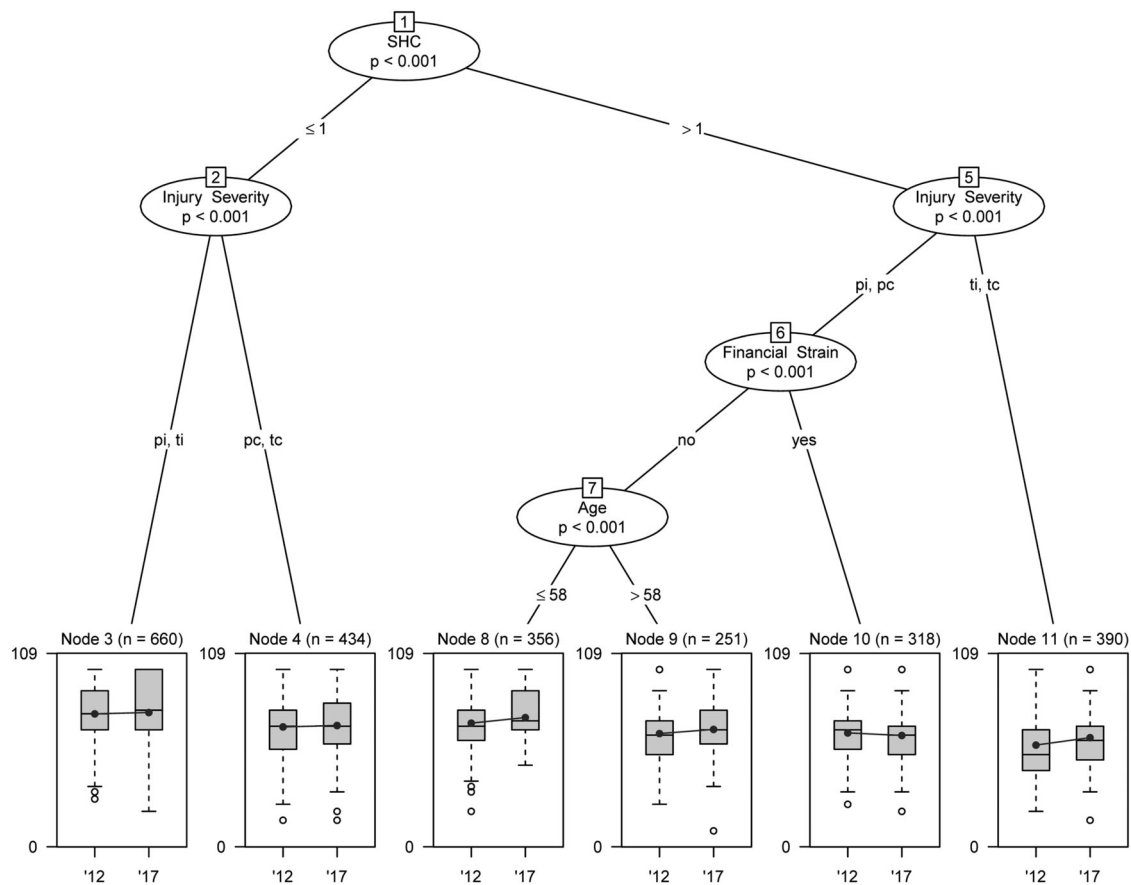 1
SHC
p < 0.001
≤ 1
> 1
2
Injury Severity
p < 0.001
5
Injury Severity
p < 0.001
pi, pc
ti, tc
6
Financial Strain
p < 0.001
pi, ti
pc, tc
no
yes
7
Age
p < 0.001
≤ 58
> 58
Node 3 (n = 660)
109
0
'12
'17
Node 4 (n = 434)
109
0
'12
'17
Node 8 (n = 356)
109
0
'12
'17
Node 9 (n = 251)
109
0
'12
'17
Node 10 (n = 318)
109
0
'12
'17
Node 11 (n = 390)
109
0
'12
'17